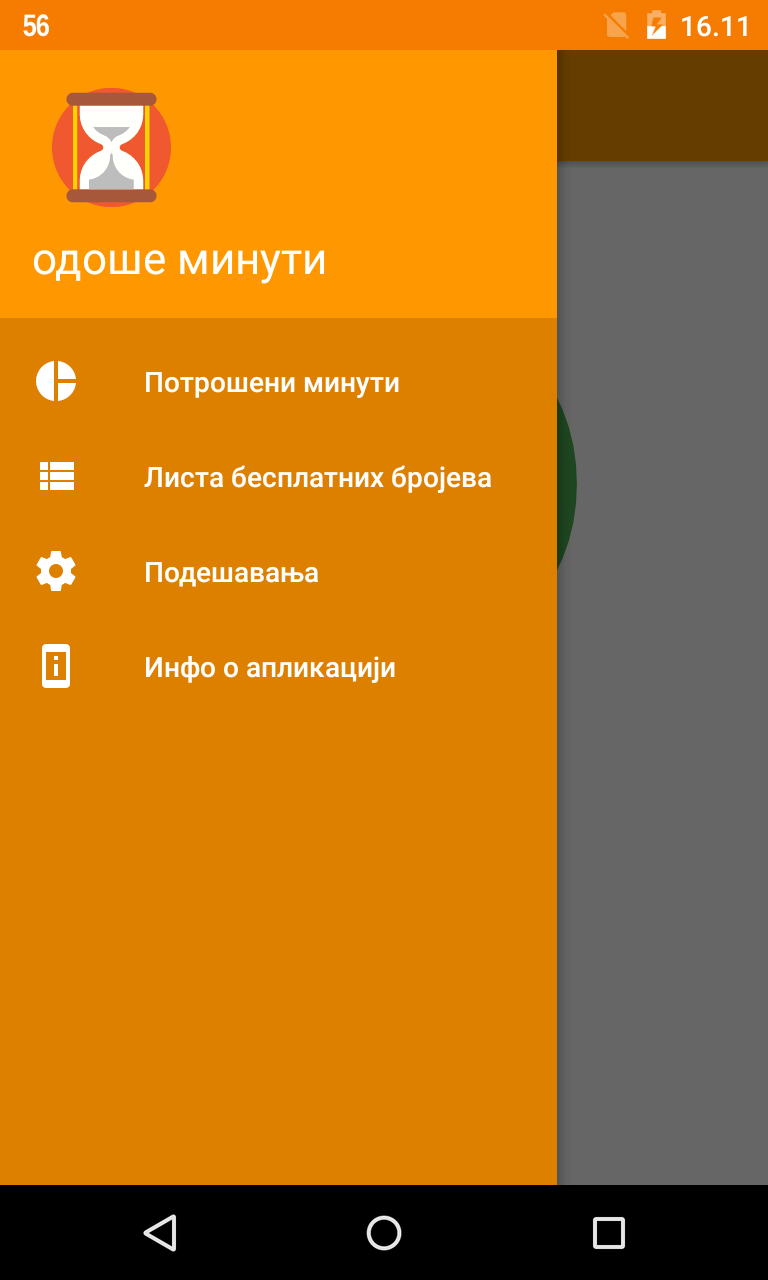 56
16.11
одоше минути
Потрошени минути
Листа бесплатних бројева
Подешавања
Инфо о апликацији